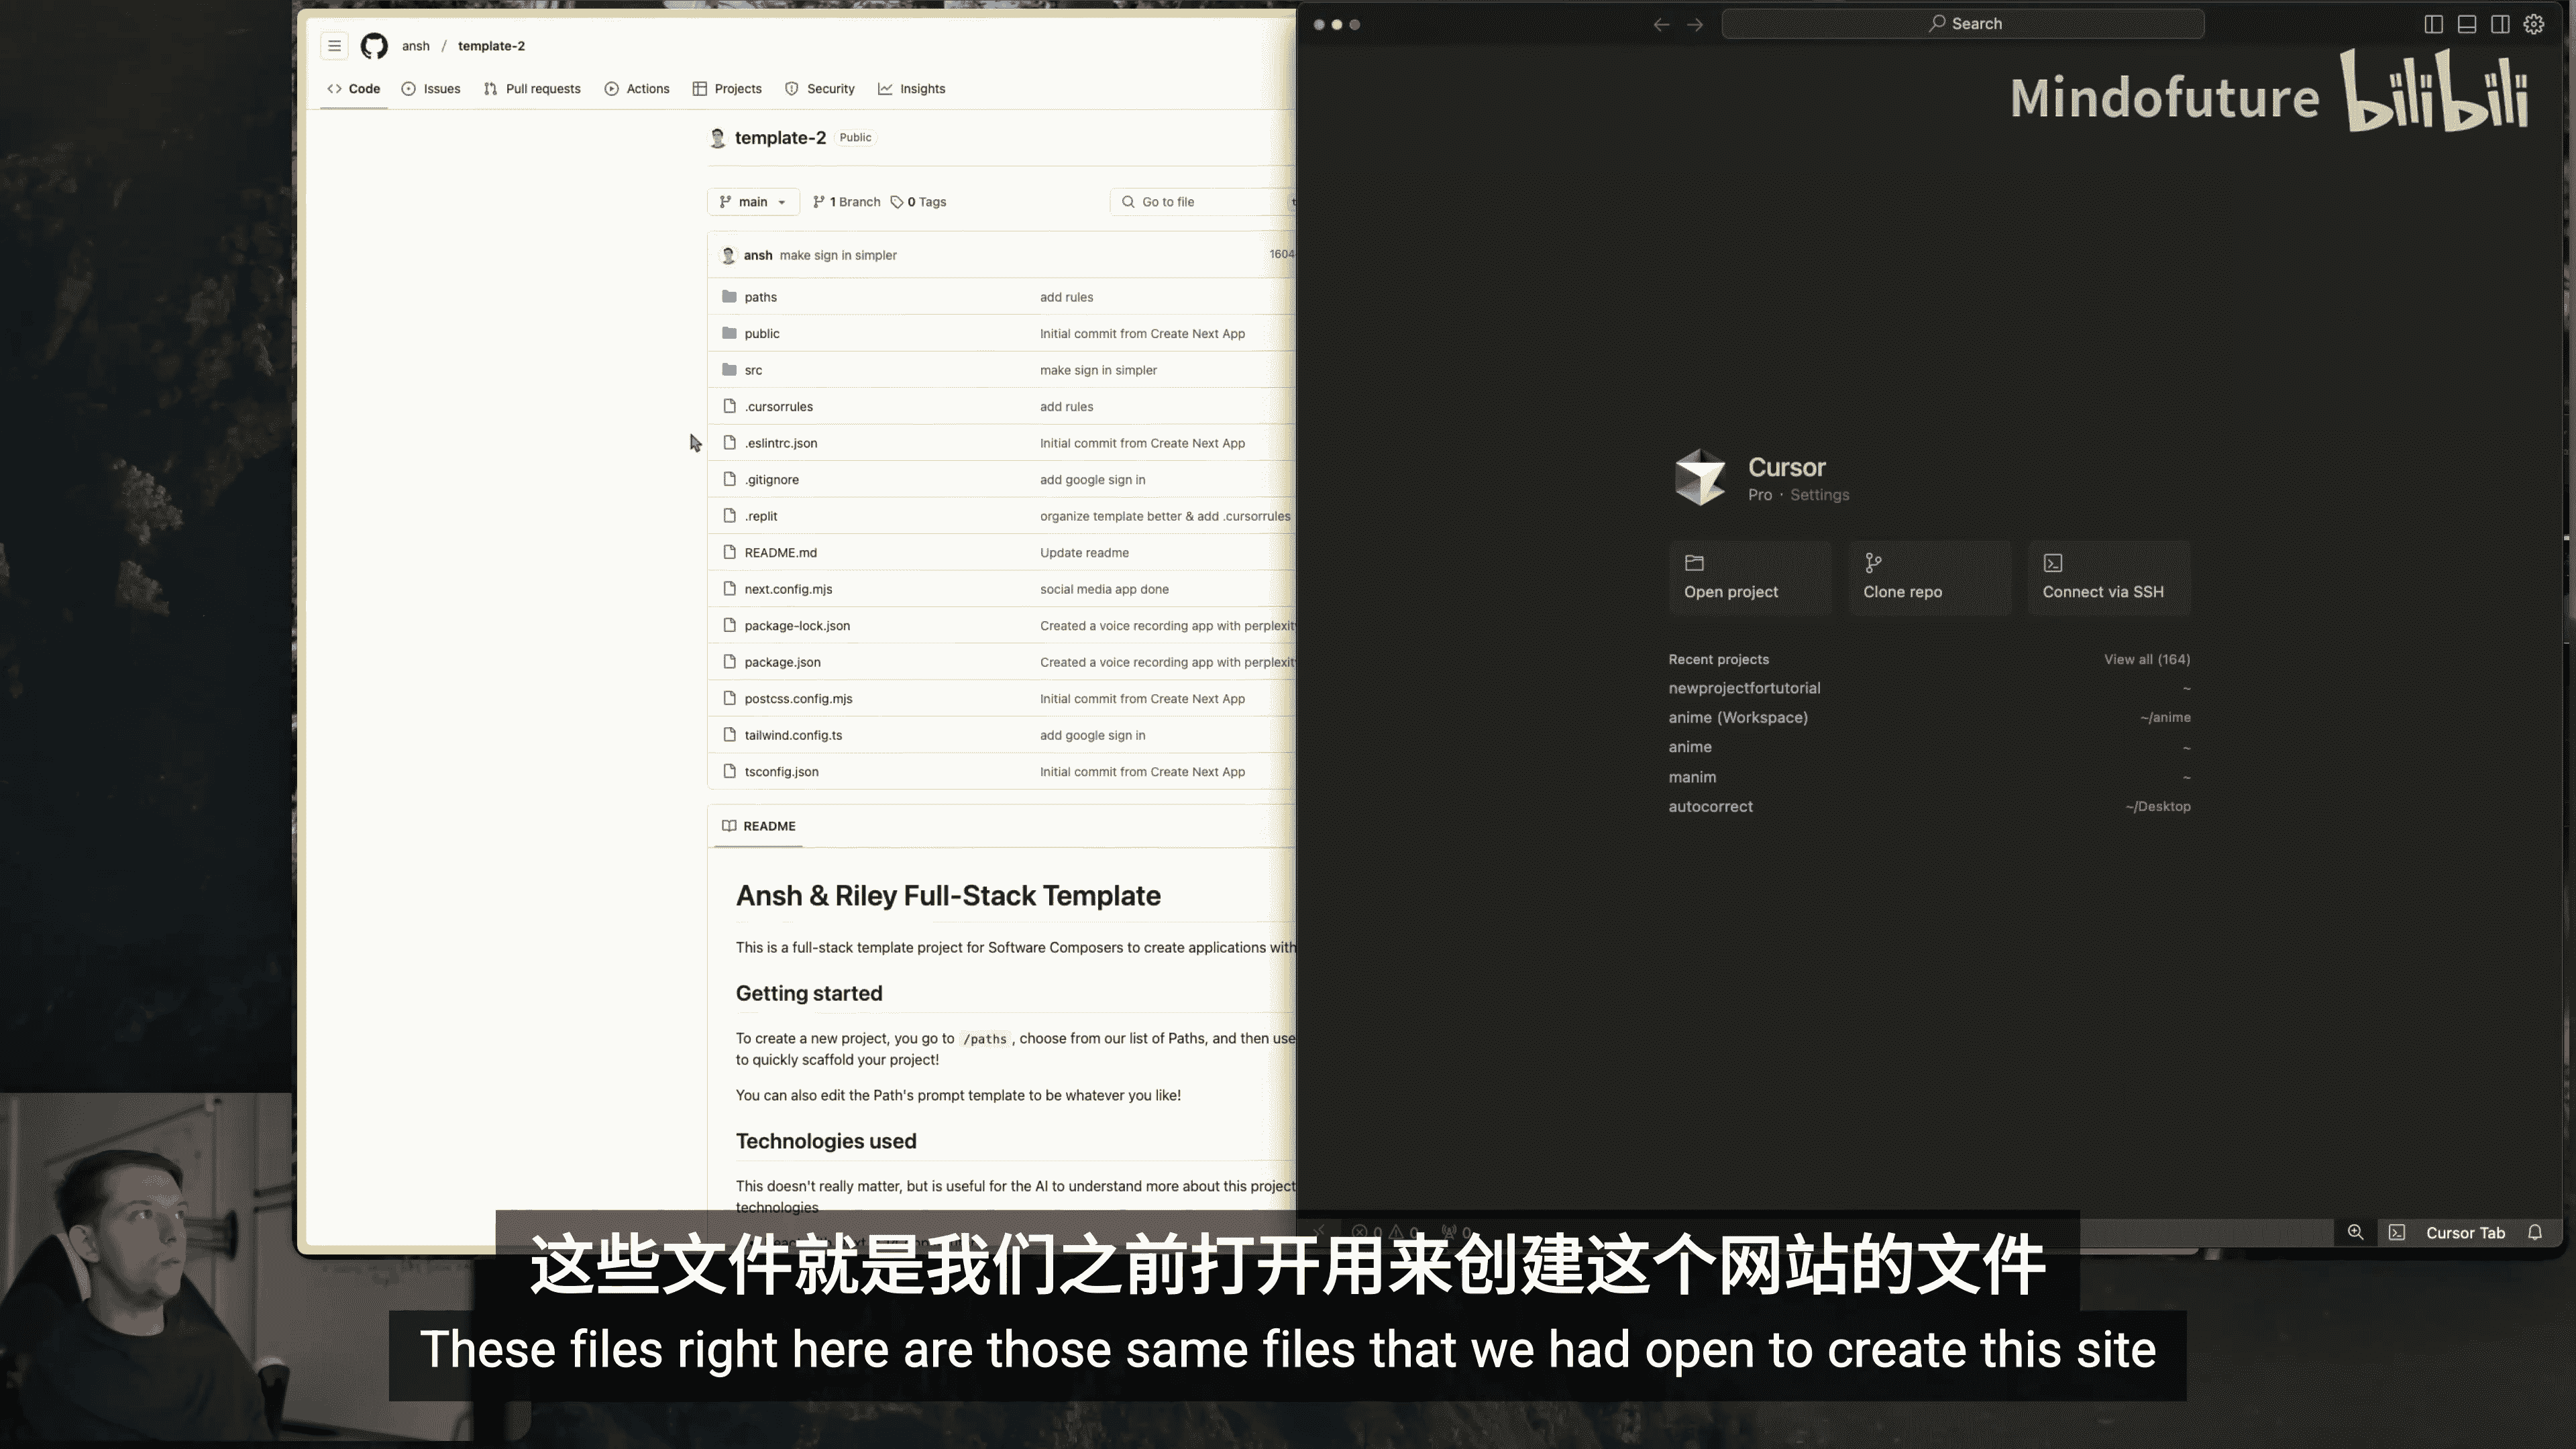 ansh / template-2
Code Issues Pull requests Actions Projects Security Insights
template-2 Public
main 1 Branch 0 Tags Go to file
ansh make sign in simpler 1604
paths add rules
public Initial commit from Create Next App
src make sign in simpler
.cursorrules add rules
.eslintrc.json Initial commit from Create Next App
.gitignore add google sign in
.replit organize template better & add .cursorrules
README.md Update readme
next.config.mjs social media app done
package-lock.json Created a voice recording app with perplexit
package.json Created a voice recording app with perplexit
postcss.config.mjs Initial commit from Create Next App
tailwind.config.ts add google sign in
tsconfig.json Initial commit from Create Next App
README
Ansh & Riley Full-Stack Template
This is a full-stack template project for Software Composers to create applications with
Getting started
To create a new project, you go to /paths, choose from our list of Paths, and then use
to quickly scaffold your project!
You can also edit the Path's prompt template to be whatever you like!
Technologies used
This doesn't really matter, but is useful for the AI to understand more about this project
technologies
Search
Mindofuture bilibili
Cursor
Pro · Settings
Open project Clone repo Connect via SSH
Recent projects View all (164)
newprojectfortutorial ~
anime (Workspace) ~/anime
anime ~
manim ~
autocorrect ~/Desktop
0 0 0 Cursor Tab
这些文件就是我们之前打开用来创建这个网站的文件
These files right here are those same files that we had open to create this site